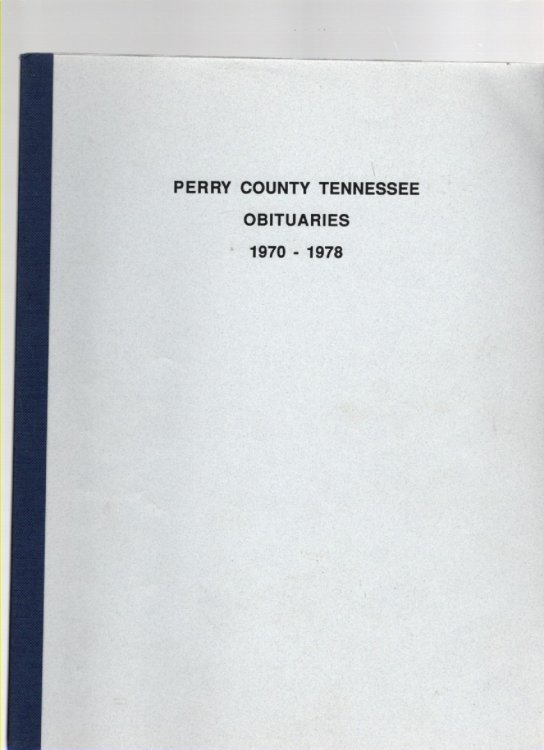 PERRY COUNTY TENNESSEE
OBITUARIES
1970 - 1978